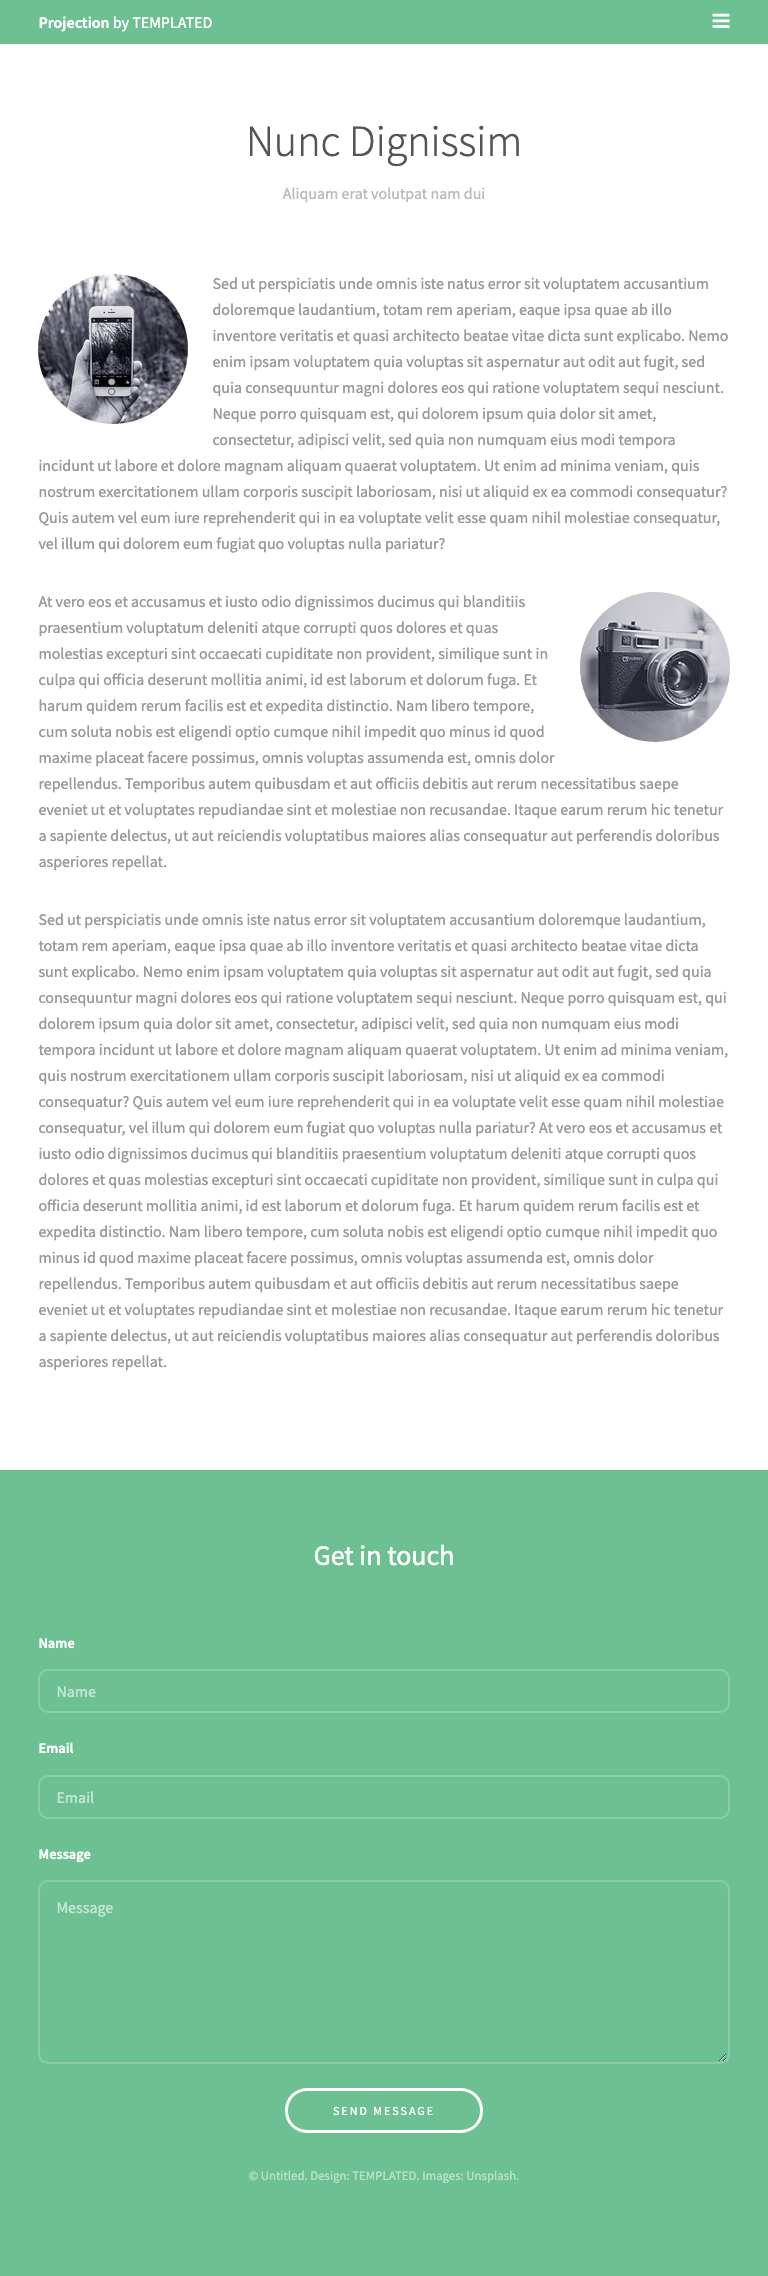 Projection by TEMPLATED
Nunc Dignissim
Aliquam erat volutpat nam dui
Sed ut perspiciatis unde omnis iste natus error sit voluptatem accusantium
doloremque laudantium, totam rem aperiam, eaque ipsa quae ab illo
inventore veritatis et quasi architecto beatae vitae dicta sunt explicabo. Nemo
enim ipsam voluptatem quia voluptas sit aspernatur aut odit aut fugit, sed
quia consequuntur magni dolores eos qui ratione voluptatem sequi nesciunt.
Neque porro quisquam est, qui dolorem ipsum quia dolor sit amet,
consectetur, adipisci velit, sed quia non numquam eius modi tempora
incidunt ut labore et dolore magnam aliquam quaerat voluptatem. Ut enim ad minima veniam, quis
nostrum exercitationem ullam corporis suscipit laboriosam, nisi ut aliquid ex ea commodi consequatur?
Quis autem vel eum iure reprehenderit qui in ea voluptate velit esse quam nihil molestiae consequatur,
vel illum qui dolorem eum fugiat quo voluptas nulla pariatur?
At vero eos et accusamus et iusto odio dignissimos ducimus qui blanditiis
praesentium voluptatum deleniti atque corrupti quos dolores et quas
molestias excepturi sint occaecati cupiditate non provident, similique sunt in
culpa qui officia deserunt mollitia animi, id est laborum et dolorum fuga. Et
harum quidem rerum facilis est et expedita distinctio. Nam libero tempore,
cum soluta nobis est eligendi optio cumque nihil impedit quo minus id quod
maxime placeat facere possimus, omnis voluptas assumenda est, omnis dolor
repellendus. Temporibus autem quibusdam et aut officiis debitis aut rerum necessitatibus saepe
eveniet ut et voluptates repudiandae sint et molestiae non recusandae. Itaque earum rerum hic tenetur
a sapiente delectus, ut aut reiciendis voluptatibus maiores alias consequatur aut perferendis doloribus
asperiores repellat.
Sed ut perspiciatis unde omnis iste natus error sit voluptatem accusantium doloremque laudantium,
totam rem aperiam, eaque ipsa quae ab illo inventore veritatis et quasi architecto beatae vitae dicta
sunt explicabo. Nemo enim ipsam voluptatem quia voluptas sit aspernatur aut odit aut fugit, sed quia
consequuntur magni dolores eos qui ratione voluptatem sequi nesciunt. Neque porro quisquam est, qui
dolorem ipsum quia dolor sit amet, consectetur, adipisci velit, sed quia non numquam eius modi
tempora incidunt ut labore et dolore magnam aliquam quaerat voluptatem. Ut enim ad minima veniam,
quis nostrum exercitationem ullam corporis suscipit laboriosam, nisi ut aliquid ex ea commodi
consequatur? Quis autem vel eum iure reprehenderit qui in ea voluptate velit esse quam nihil molestiae
consequatur, vel illum qui dolorem eum fugiat quo voluptas nulla pariatur? At vero eos et accusamus et
iusto odio dignissimos ducimus qui blanditiis praesentium voluptatum deleniti atque corrupti quos
dolores et quas molestias excepturi sint occaecati cupiditate non provident, similique sunt in culpa qui
officia deserunt mollitia animi, id est laborum et dolorum fuga. Et harum quidem rerum facilis est et
expedita distinctio. Nam libero tempore, cum soluta nobis est eligendi optio cumque nihil impedit quo
minus id quod maxime placeat facere possimus, omnis voluptas assumenda est, omnis dolor
repellendus. Temporibus autem quibusdam et aut officiis debitis aut rerum necessitatibus saepe
eveniet ut et voluptates repudiandae sint et molestiae non recusandae. Itaque earum rerum hic tenetur
a sapiente delectus, ut aut reiciendis voluptatibus maiores alias consequatur aut perferendis doloribus
asperiores repellat.
Get in touch
Name
Name
Email
Email
Message
Message
SEND MESSAGE
© Untitled. Design: TEMPLATED. Images: Unsplash.